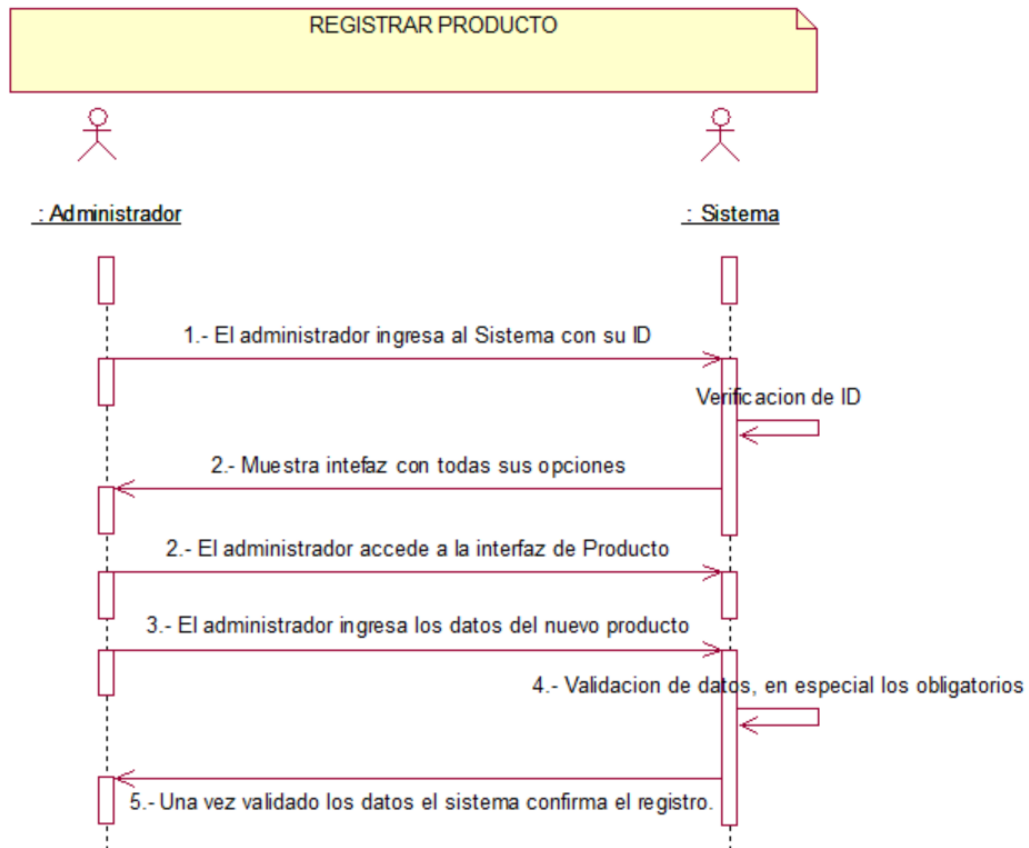 REGISTRAR PRODUCTO
: Administrador
: Sistema
1.- El administrador ingresa al Sistema con su ID
Verificacion de ID
2.- Muestra intefaz con todas sus opciones
2.- El administrador accede a la interfaz de Producto
3.- El administrador ingresa los datos del nuevo producto
4.- Validacion de datos, en especial los obligatorios
5.- Una vez validado los datos el sistema confirma el registro.